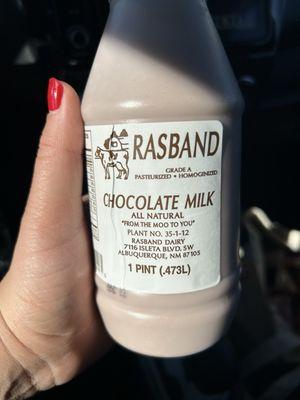 RASBAND
GRADE A
PASTEURIZED • HOMOGENIZED
CHOCOLATE MILK
ALL NATURAL
"FROM THE MOO TO YOU"
PLANT NO. 35-1-12
RASBAND DAIRY
7116 ISLETA BLVD. SW
ALBUQUERQUE, NM 87105
1 PINT (.473L)